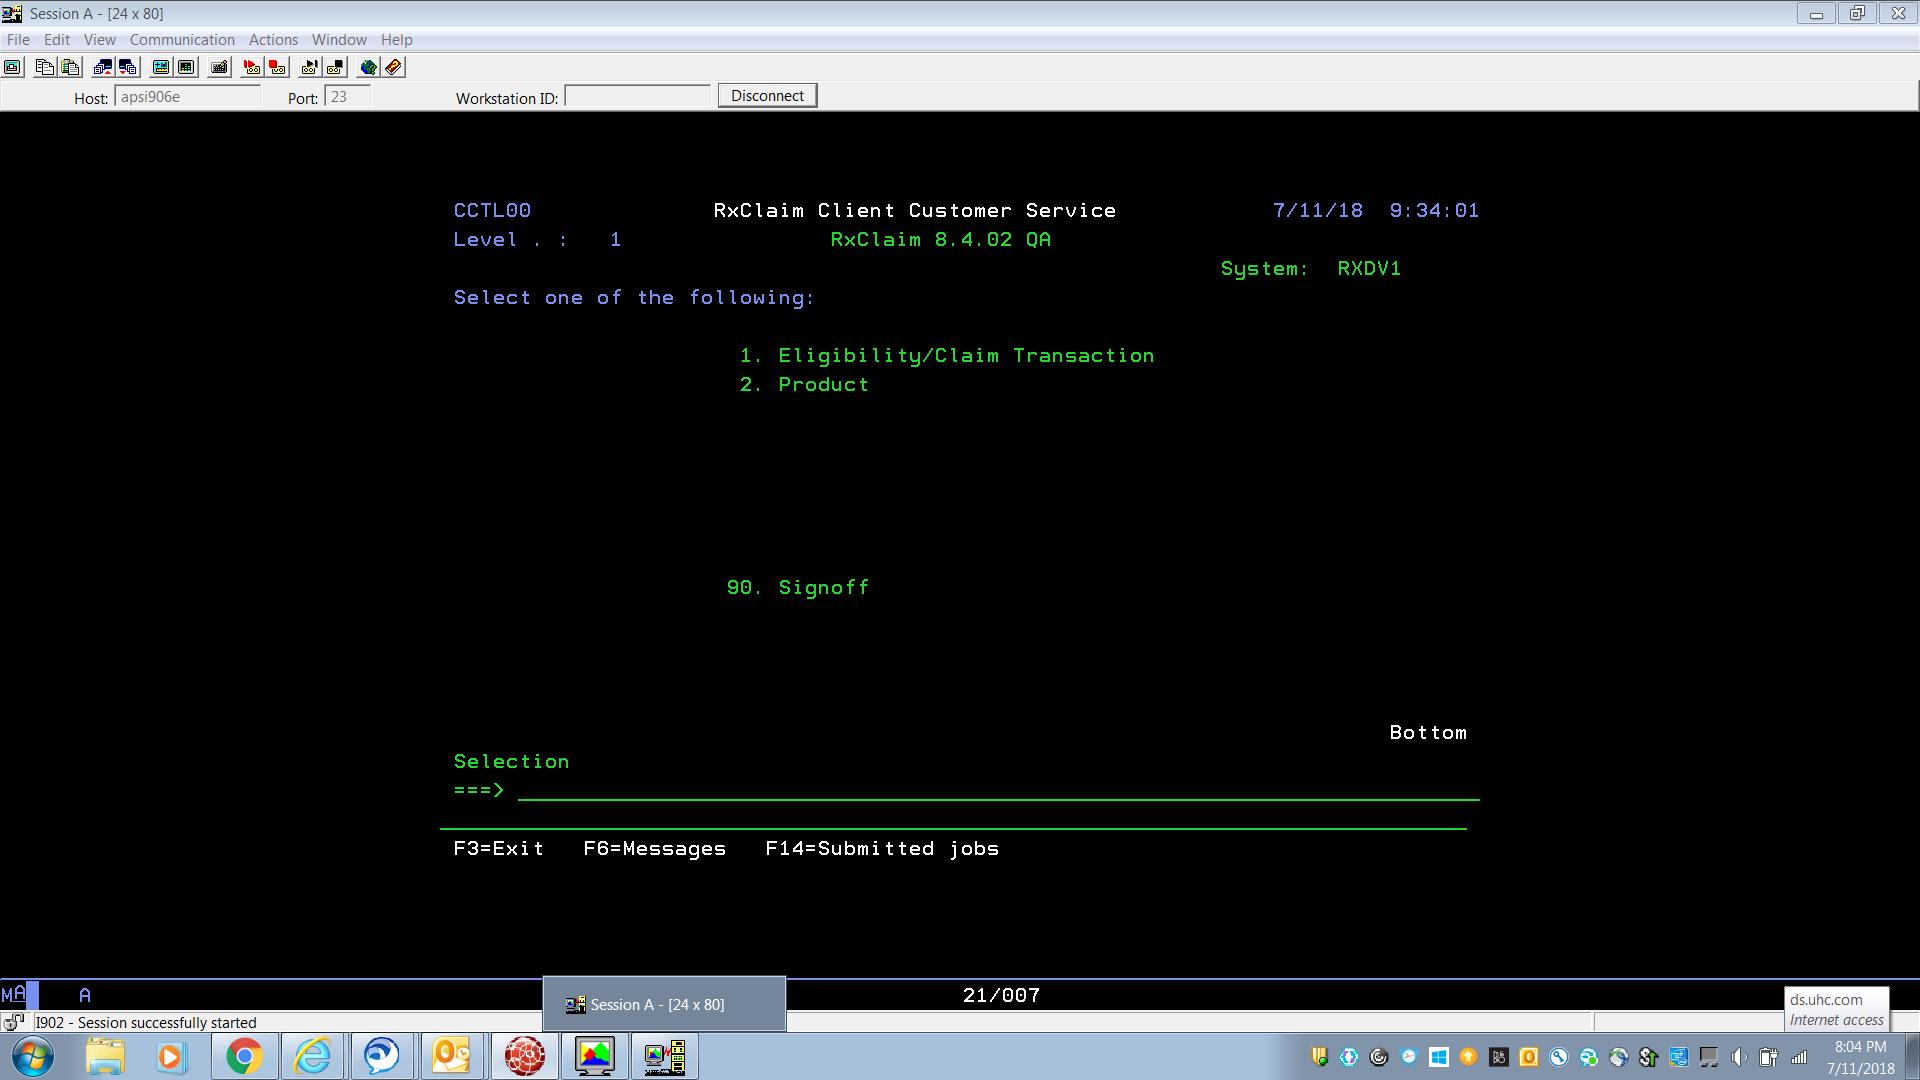 Session A - [24 x 80]
File Edit View Communication Actions Window Help
Host: apsi906e Port: 23 Workstation ID: Disconnect
CCTL00 RxClaim Client Customer Service 7/11/18 9:34:01
Level . : 1 RxClaim 8.4.02 QA
System: RXDV1
Select one of the following:
1. Eligibility/Claim Transaction
2. Product
90. Signoff
Bottom
Selection
===>
F3=Exit F6=Messages F14=Submitted jobs
MA A 21/007
Session A - [24 x 80]
ds.uhc.com
Internet access
I902 - Session successfully started
8:04 PM
7/11/2018